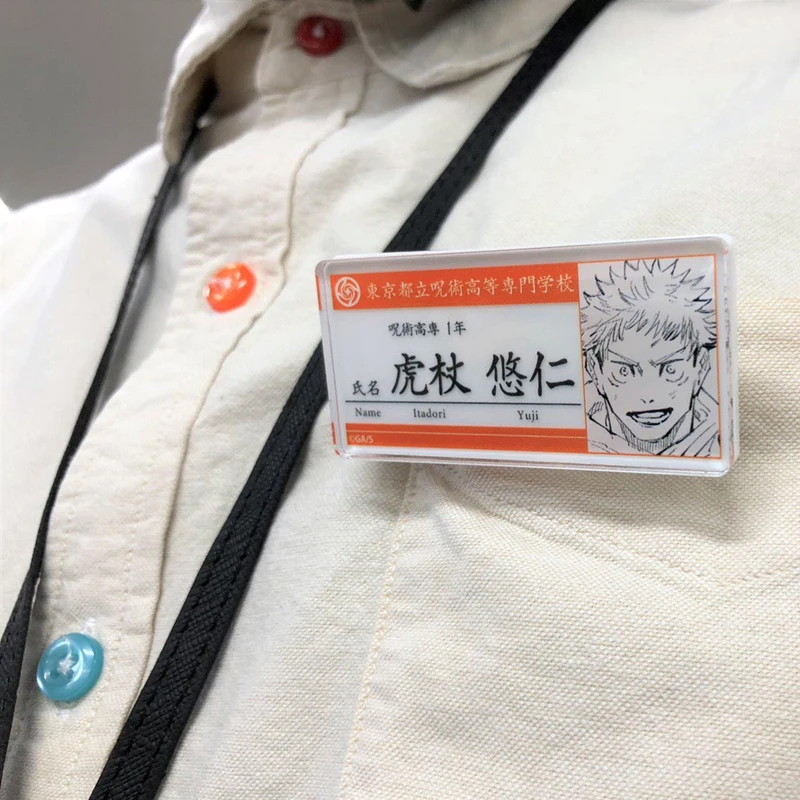 東京都立呪術高等専門学校
呪術高専 1年
氏名 虎杖 悠仁
Name Itadori Yuji
©GA/S